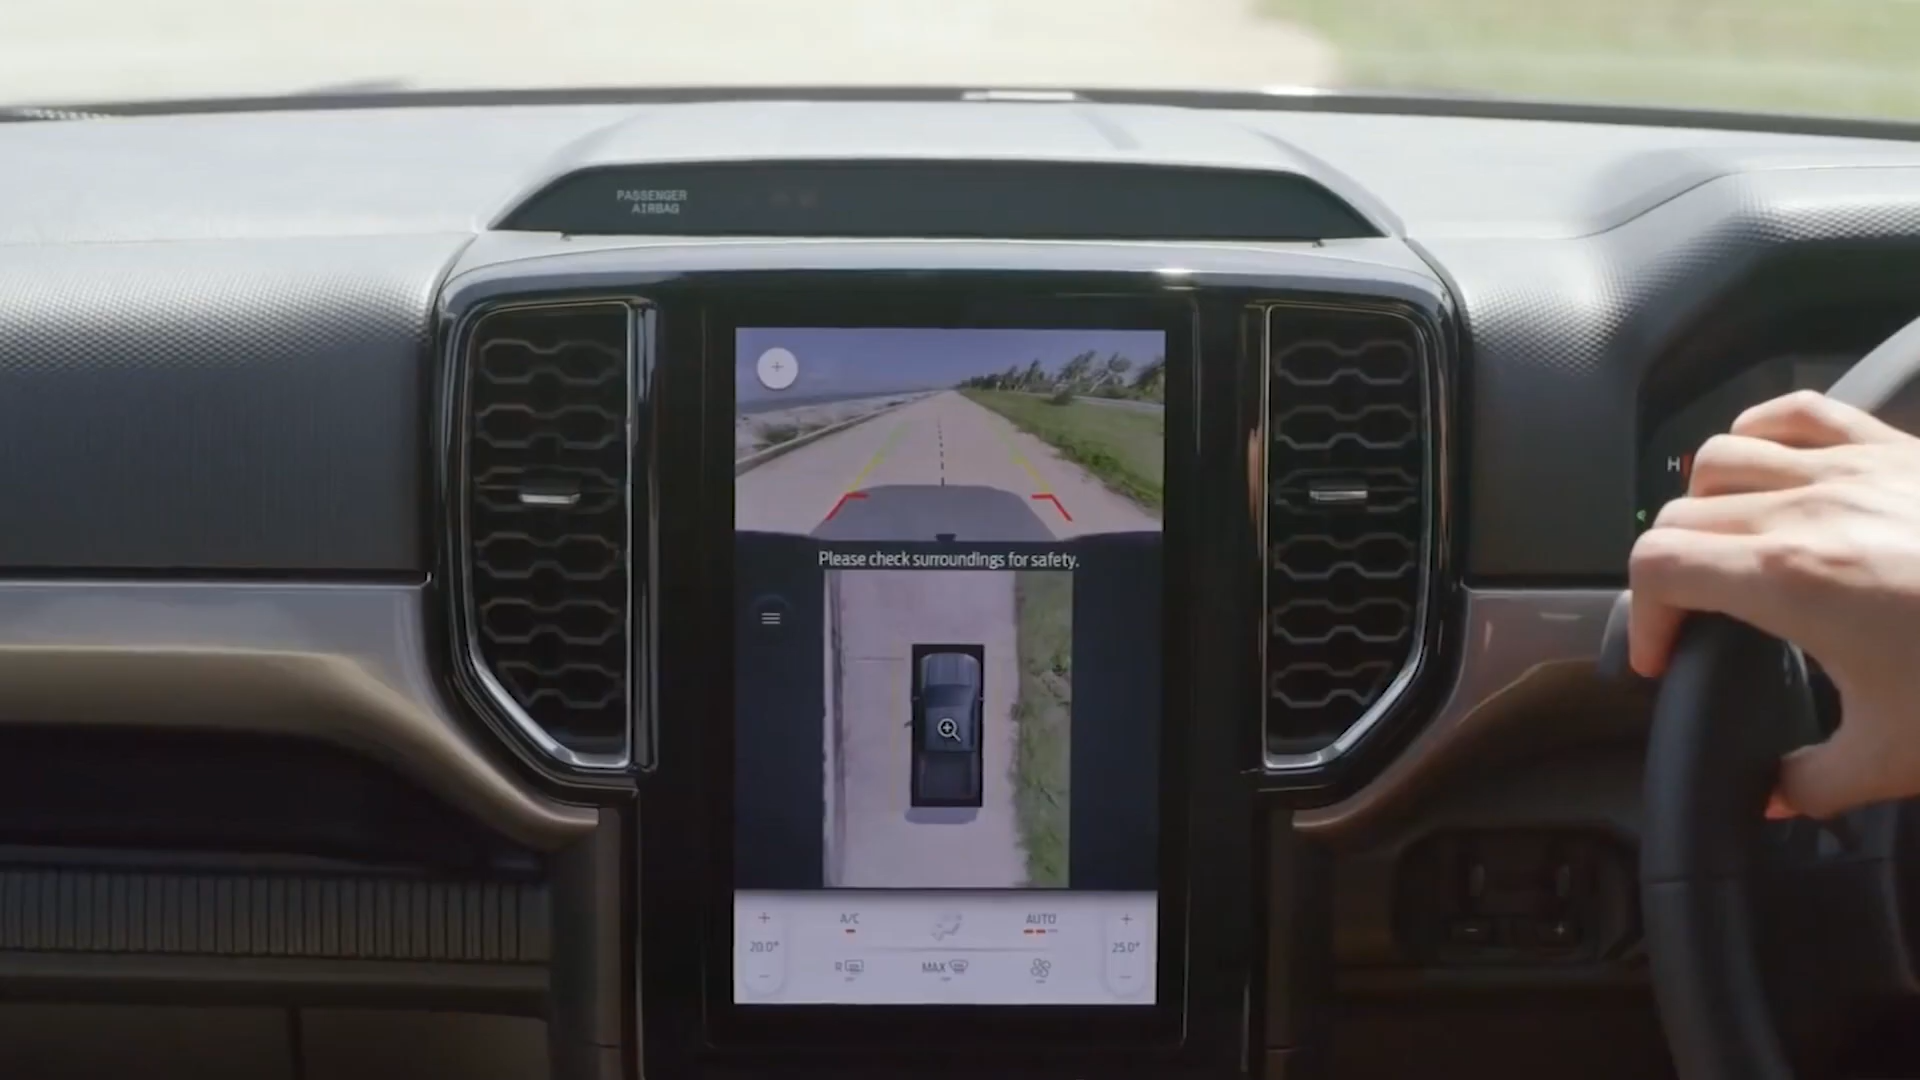 PASSENGER
AIRBAG
H
Please check surroundings for safety.
A/C
AUTO
20.0°
25.0°
R
MAX